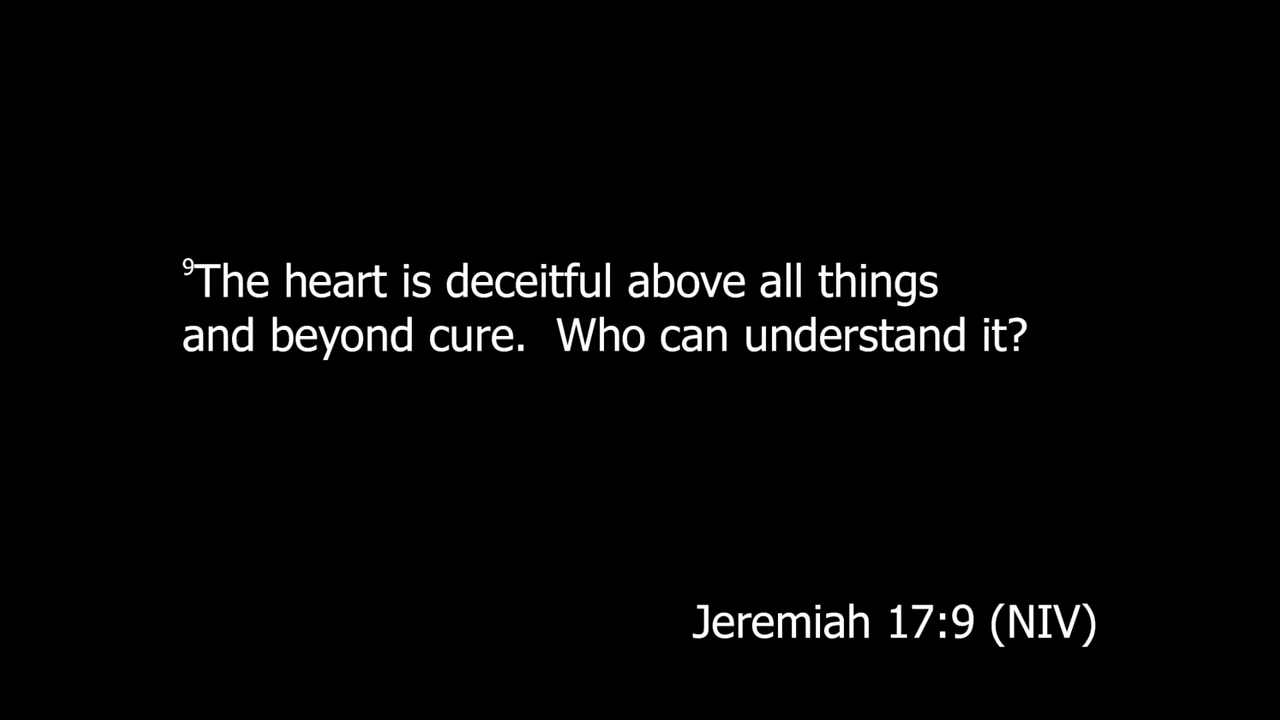 ⁹The heart is deceitful above all things
and beyond cure.  Who can understand it?
Jeremiah 17:9 (NIV)